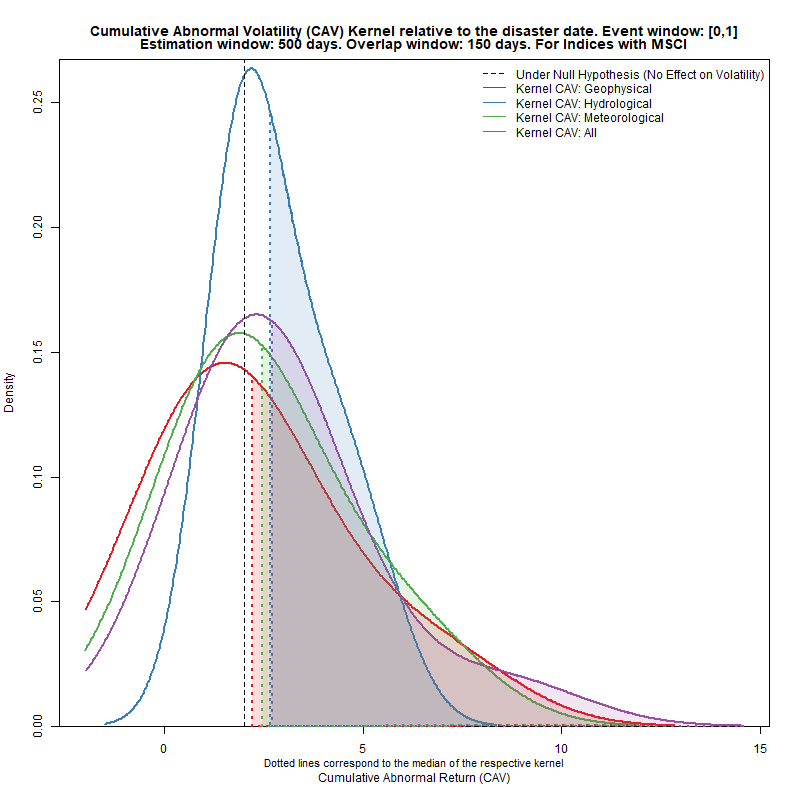 Cumulative Abnormal Volatility (CAV) Kernel relative to the disaster date. Event window: [0,1]
Estimation window: 500 days. Overlap window: 150 days. For Indices with MSCI
Under Null Hypothesis (No Effect on Volatility)
Kernel CAV: Geophysical
Kernel CAV: Hydrological
Kernel CAV: Meteorological
Kernel CAV: All
Density
0.25
0.20
0.15
0.10
0.05
0.00
0 5 10 15
Dotted lines correspond to the median of the respective kernel
Cumulative Abnormal Return (CAV)